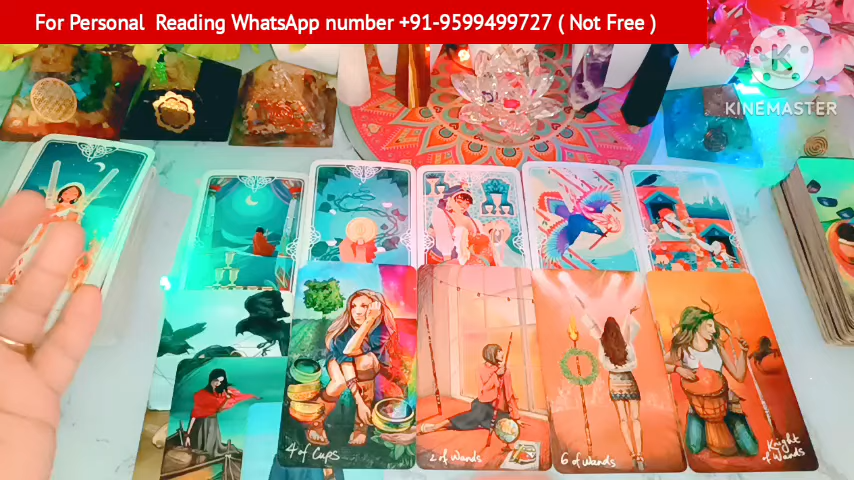 For Personal Reading WhatsApp number +91-9599499727 ( Not Free )
K
KINEMASTER
4 of Cups
2 of Wands
6 of Wands
Knight
of Wands